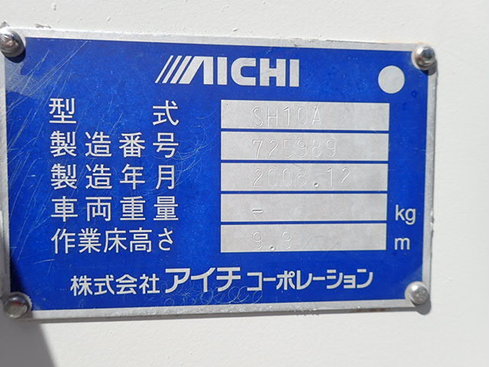 AICHI
型式 SH10A
製造番号 725989
製造年月 2008.12
車両重量 - kg
作業床高さ 9.9 m
株式会社アイチコーポレーション